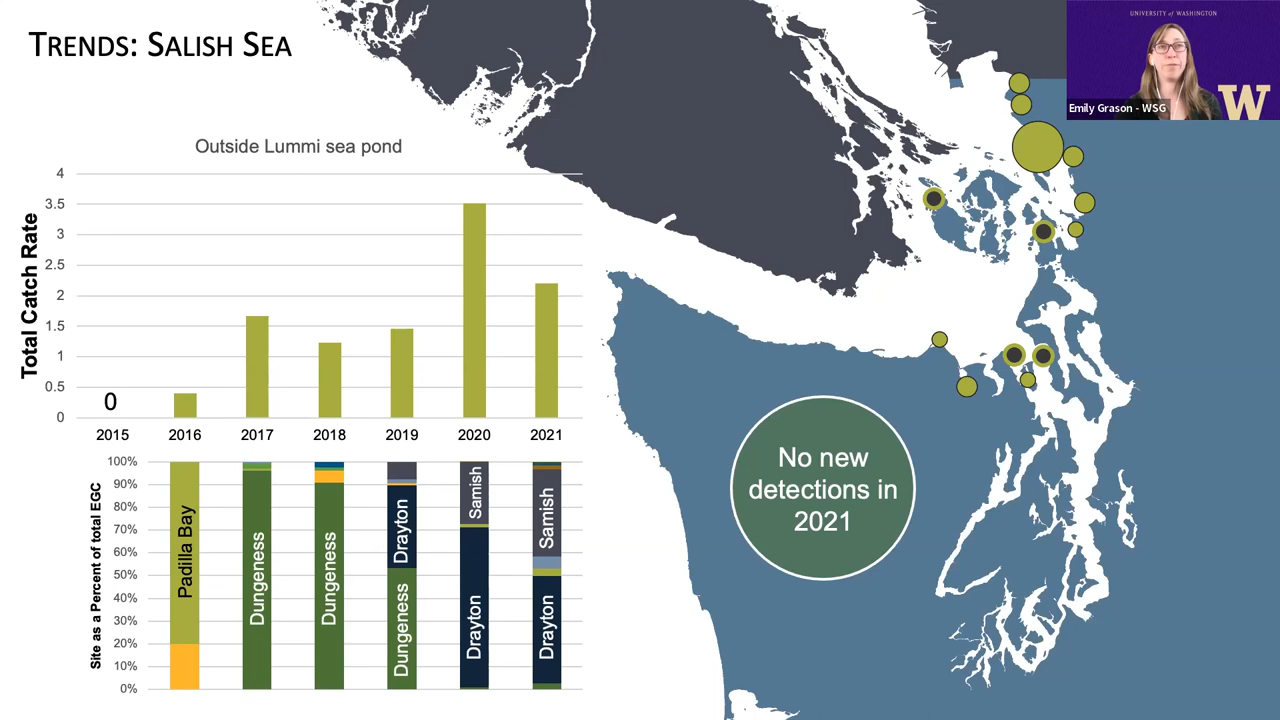 TRENDS: SALISH SEA
UNIVERSITY of WASHINGTON
W
Emily Grason - WSG
Outside Lummi sea pond
Total Catch Rate
4
3.5
3
2.5
2
1.5
1
0.5
0
0
2015 2016 2017 2018 2019 2020 2021
Site as a Percent of total EGC
100%
90%
80%
70%
60%
50%
40%
30%
20%
10%
0%
Padilla Bay
Dungeness
Dungeness
Drayton
Dungeness
Samish
Drayton
Samish
Drayton
No new
detections in
2021